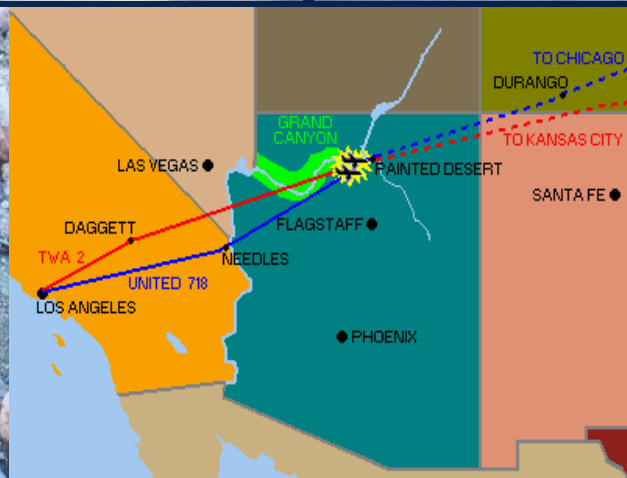 TO CHICAGO
DURANGO
GRAND
CANYON
TO KANSAS CITY
LAS VEGAS
PAINTED DESERT
SANTA FE
DAGGETT
FLAGSTAFF
TWA 2
NEEDLES
UNITED 718
LOS ANGELES
PHOENIX